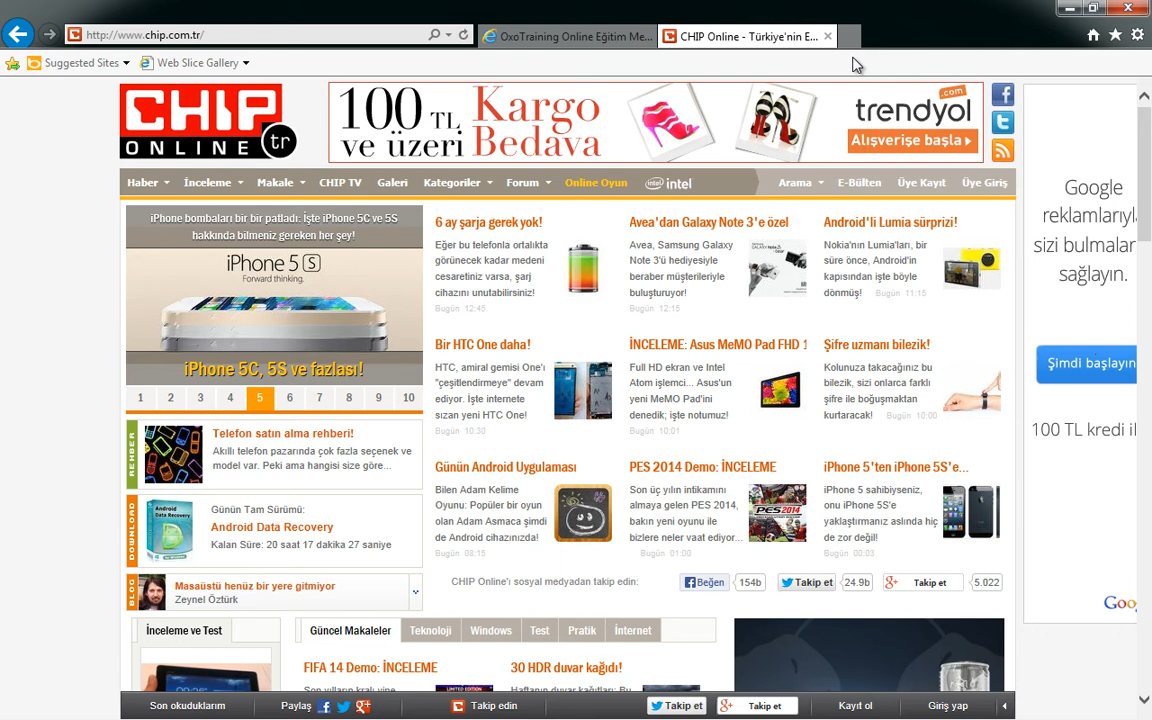 http://www.chip.com.tr/
OxoTraining Online Eğitim Me...
CHIP Online - Türkiye'nin E...
Suggested Sites
Web Slice Gallery
CHIP
ONLINE tr
100 TL
ve üzeri
Kargo
Bedava
trendyol
.com
Alışverişe başla
Haber
İnceleme
Makale
CHIP TV
Galeri
Kategoriler
Forum
Online Oyun
intel
Arama
E-Bülten
Üye Kayıt
Üye Giriş
iPhone bombaları bir bir patladı: İşte iPhone 5C ve 5S
hakkında bilmeniz gereken her şey!
iPhone 5S
Forward thinking.
iPhone 5C, 5S ve fazlası!
1 2 3 4 5 6 7 8 9 10
REHBER
Telefon satın alma rehberi!
Akıllı telefon pazarında çok fazla seçenek ve
model var. Peki ama hangisi size göre...
DOWNLOAD
Android
Data
Recovery
Günün Tam Sürümü:
Android Data Recovery
Kalan Süre: 20 saat 17 dakika 27 saniye
BLOG
Masaüstü henüz bir yere gitmiyor
Zeynel Öztürk
6 ay şarja gerek yok!
Eğer bu telefonla ortalıkta
görünecek kadar medeni
cesaretiniz varsa, şarj
cihazını unutabilirsiniz!
Bugün 12:45
Avea'dan Galaxy Note 3'e özel
Avea, Samsung Galaxy
Note 3'ü hediyesiyle
beraber müşterileriyle
buluşturuyor!
Bugün 12:15
Android'li Lumia sürprizi!
Nokia'nın Lumia'ları, bir
süre önce, Android'in
kapısından işte böyle
dönmüş! Bugün 11:15
Bir HTC One daha!
HTC, amiral gemisi One'ı
"çeşitlendirmeye" devam
ediyor. İşte internete
sızan yeni HTC One!
Bugün 10:30
İNCELEME: Asus MeMO Pad FHD 1
Full HD ekran ve Intel
Atom işlemci... Asus'un
yeni MeMO Pad'ini
denedik; işte notumuz!
Bugün 10:01
Şifre uzmanı bilezik!
Kolunuza takacağınız bu
bilezik, sizi onlarca farklı
şifre ile boğuşmaktan
kurtaracak! Bugün 10:00
Günün Android Uygulaması
Bilen Adam Kelime
Oyunu: Popüler bir oyun
olan Adam Asmaca şimdi
de Android cihazınızda!
Bugün 08:15
PES 2014 Demo: İNCELEME
Son üç yılın intikamını
almaya gelen PES 2014,
bakın yeni oyunu ile
bizlere neler vaat ediyor...
Bugün 01:00
PES2014
iPhone 5'ten iPhone 5S'e...
iPhone 5 sahibiyseniz,
onu iPhone 5S'e
yaklaştırmanız aslında hiç
de zor değil!
Bugün 00:03
CHIP Online'ı sosyal medyadan takip edin:
Beğen 154b
Takip et 24.9b
Takip et 5.022
İnceleme ve Test
Güncel Makaleler
Teknoloji
Windows
Test
Pratik
İnternet
FIFA 14 Demo: İNCELEME
30 HDR duvar kağıdı!
LIMITED EDITION
Google
reklamlarıyla
sizi bulmalar
sağlayın.
Şimdi başlayın
100 TL kredi il
Goo
Son okuduklarım
Paylaş
Takip edin
Takip et
Takip et
Kayıt ol
Giriş yap